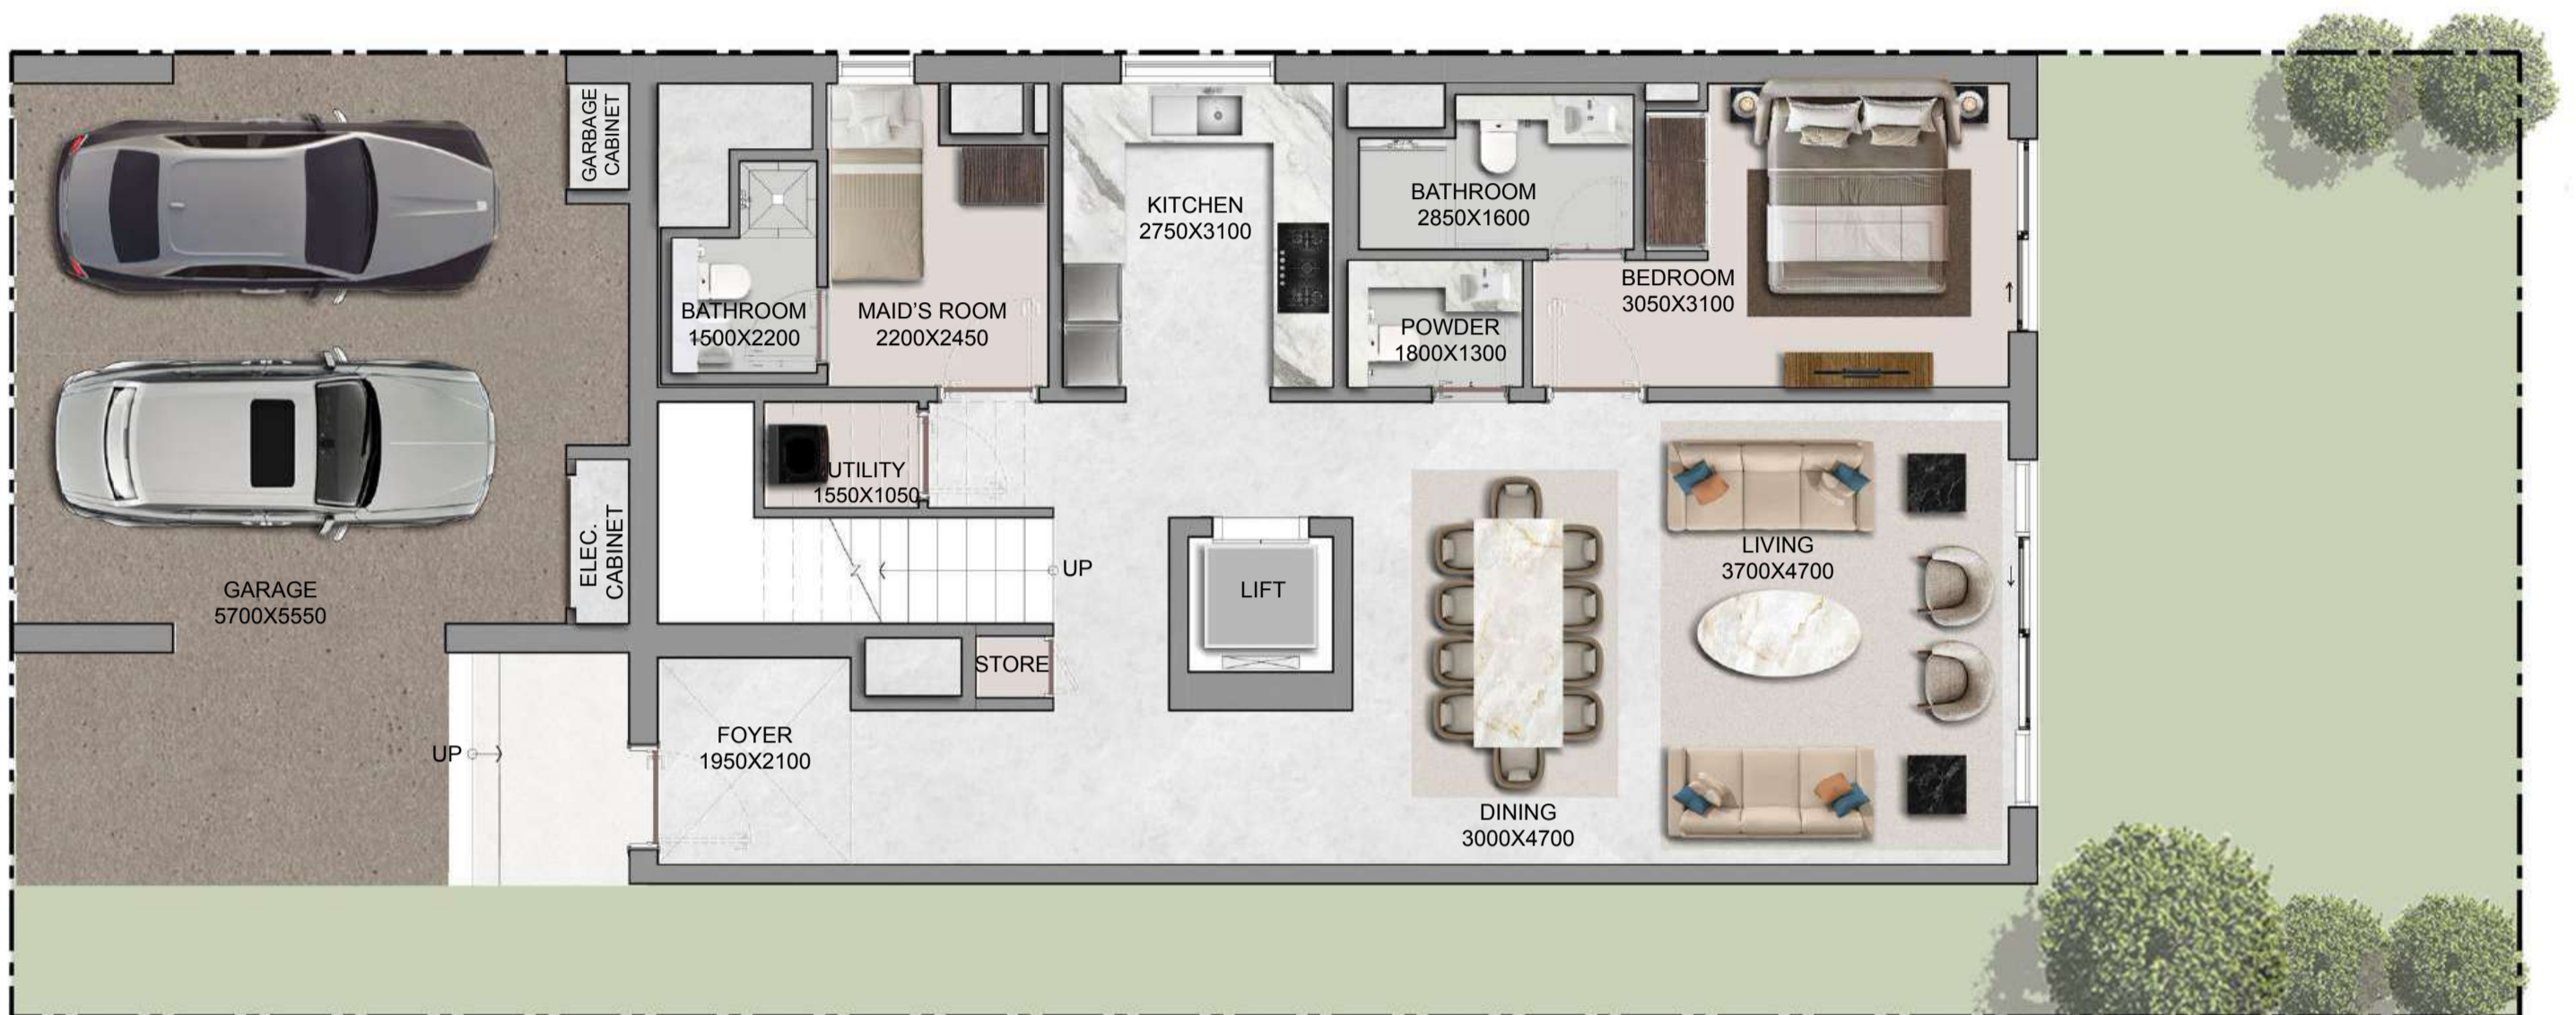 GARBAGE
CABINET
KITCHEN
2750X3100
BATHROOM
2850X1600
BEDROOM
3050X3100
BATHROOM
1500X2200
MAID'S ROOM
2200X2450
POWDER
1800X1300
UTILITY
1550X1050
ELEC.
CABINET
GARAGE
5700X5550
UP
LIFT
LIVING
3700X4700
STORE
FOYER
1950X2100
UP
DINING
3000X4700